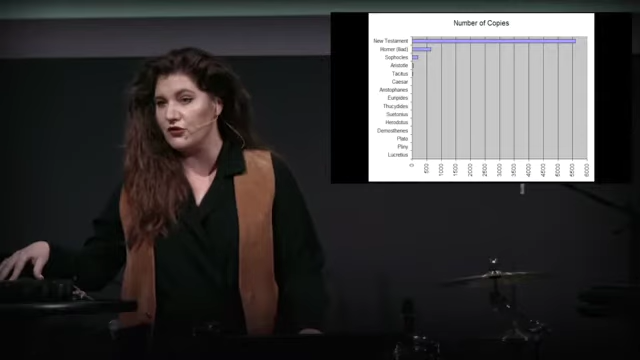 Number of Copies
New Testament
Homer (Iliad)
Sophocles
Aristotle
Tacitus
Caesar
Aristophanes
Euripides
Thucydides
Suetonius
Herodotus
Demosthenes
Plato
Pliny
Lucretius
0 500 1000 1500 2000 2500 3000 3500 4000 4500 5000 5500 6000